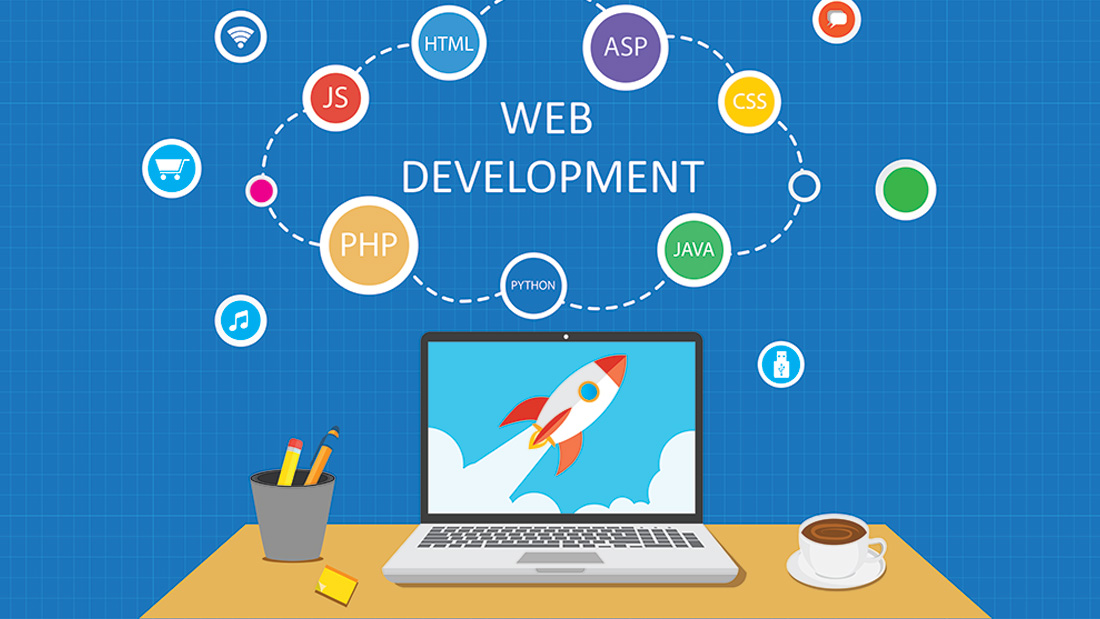 HTML
ASP
JS
CSS
WEB
DEVELOPMENT
PHP
JAVA
PYTHON